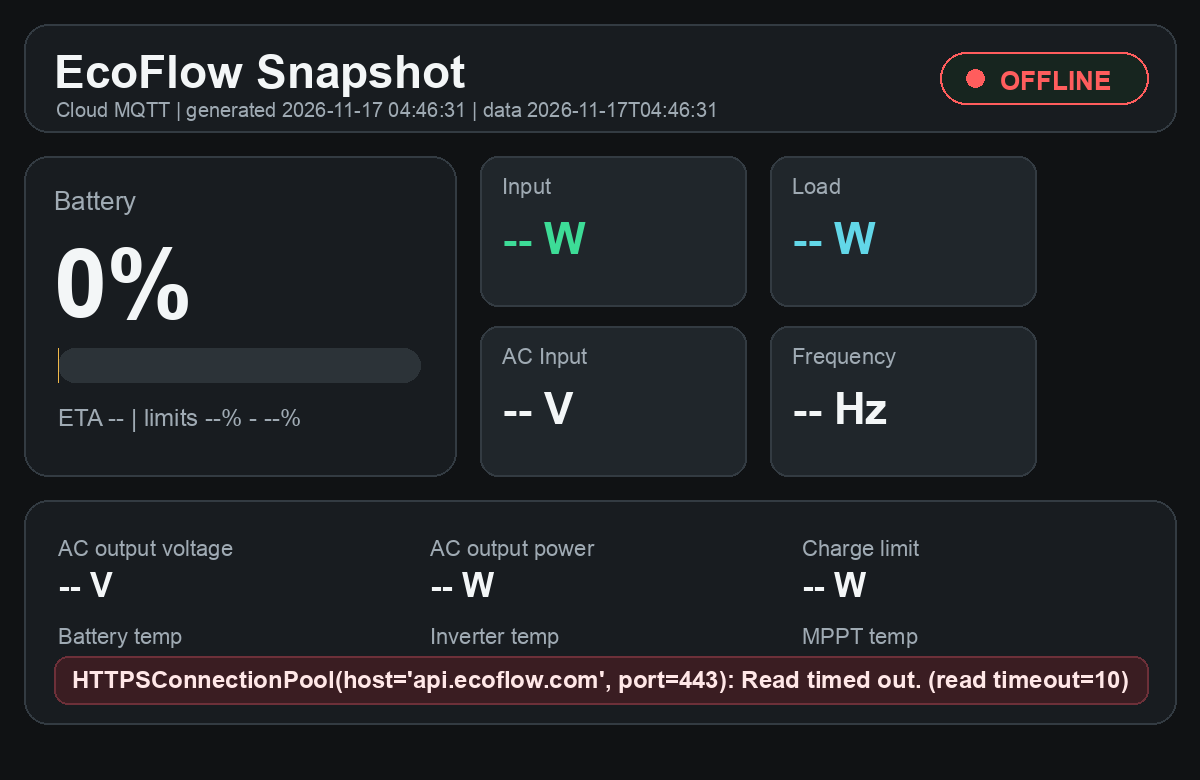 EcoFlow Snapshot
Cloud MQTT | generated 2026-11-17 04:46:31 | data 2026-11-17T04:46:31
OFFLINE
Battery
0%
ETA -- | limits --% - --%
Input
-- W
Load
-- W
AC Input
-- V
Frequency
-- Hz
AC output voltage
-- V
AC output power
-- W
Charge limit
-- W
Battery temp
Inverter temp
MPPT temp
HTTPSConnectionPool(host='api.ecoflow.com', port=443): Read timed out. (read timeout=10)